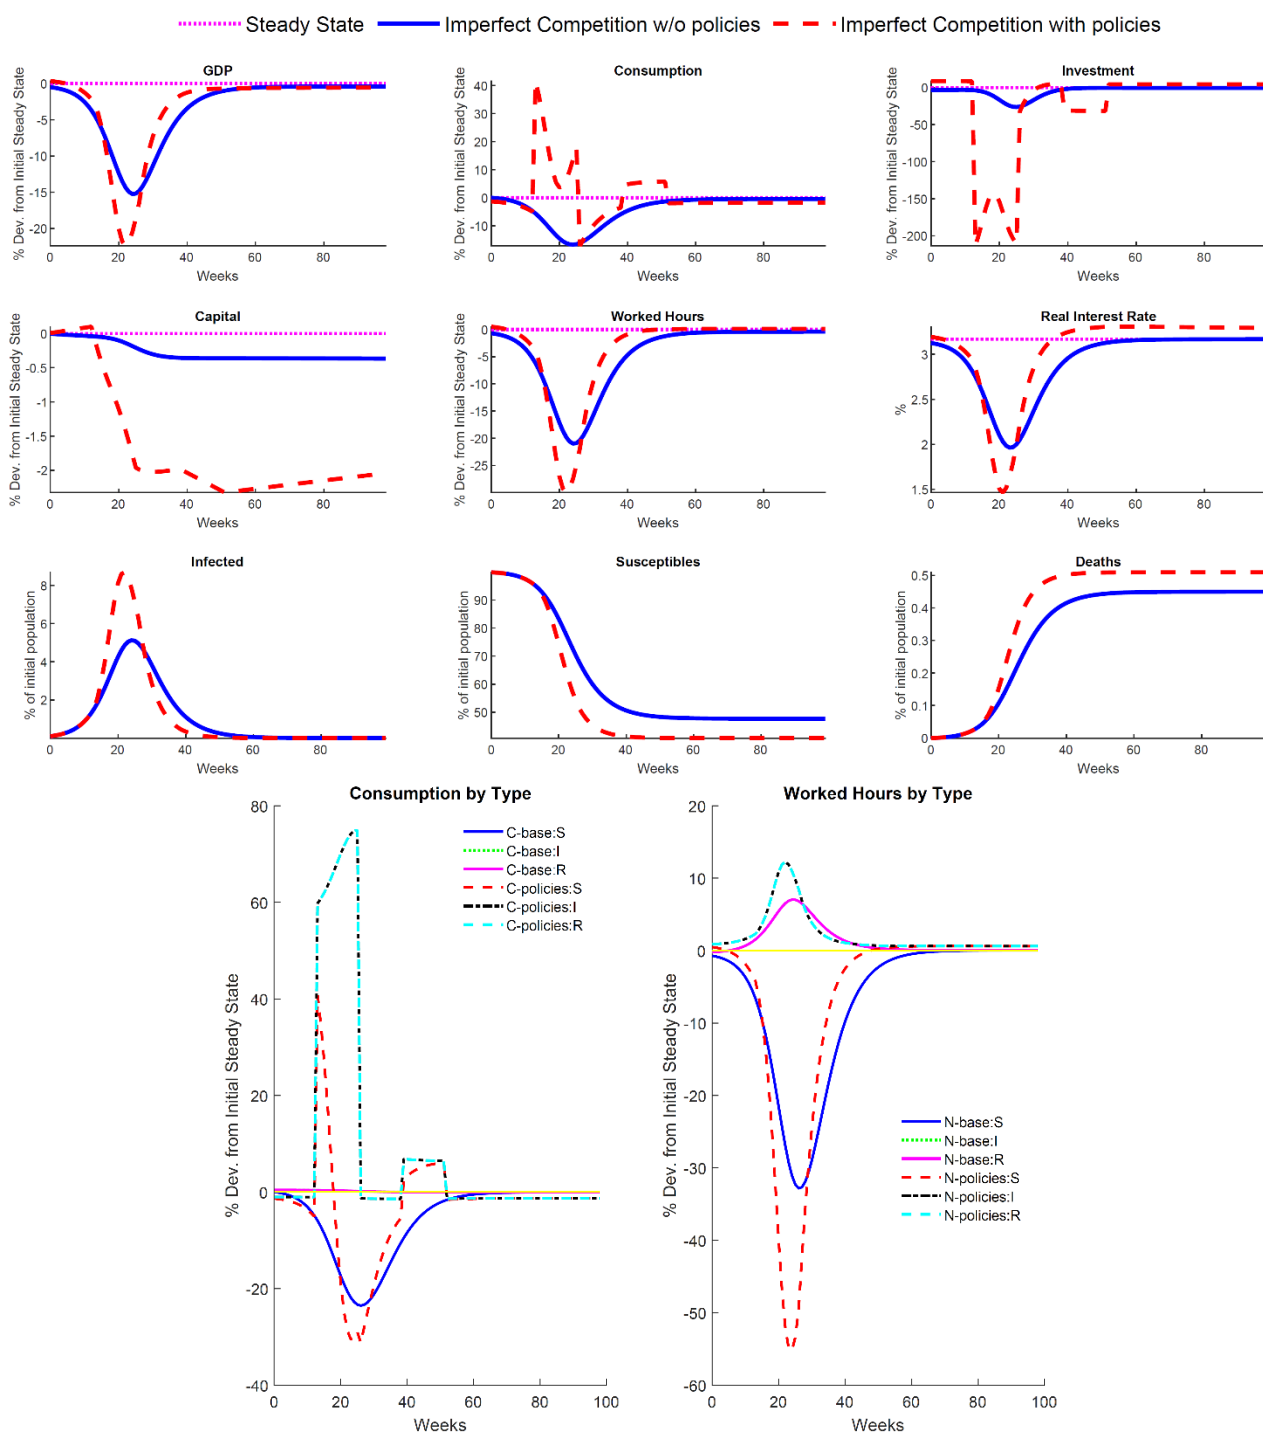 Steady State Imperfect Competition w/o policies Imperfect Competition with policies
GDP
% Dev. from Initial Steady State
0
-5
-10
-15
-20
0 20 40 60 80
Weeks
Consumption
% Dev. from Initial Steady State
40
30
20
10
0
-10
20 40 60 80
Weeks
Investment
% Dev. from Initial Steady State
0
-50
-100
-150
-200
0 20 40 60 80
Weeks
Capital
% Dev. from Initial Steady State
0
-0.5
-1
-1.5
-2
0 20 40 60 80
Weeks
Worked Hours
% Dev. from Initial Steady State
0
-5
-10
-15
-20
-25
0 20 40 60 80
Weeks
Real Interest Rate
%
3
2.5
2
1.5
0 20 40 60 80
Weeks
Infected
% of initial population
8
6
4
2
0 20 40 60 80
Weeks
Susceptibles
% of initial population
90
80
70
60
50
0 20 40 60 80
Weeks
Deaths
% of initial population
0.5
0.4
0.3
0.2
0.1
0
0 20 40 60 80
Weeks
Consumption by Type
% Dev. from Initial Steady State
80
60
40
20
0
-20
-40
C-base:S
C-base:I
C-base:R
C-policies:S
C-policies:I
C-policies:R
0 20 40 60 80 100
Weeks
Worked Hours by Type
% Dev. from Initial Steady State
20
10
0
-10
-20
-30
-40
-50
-60
N-base:S
N-base:I
N-base:R
N-policies:S
N-policies:I
N-policies:R
0 20 40 60 80 100
Weeks